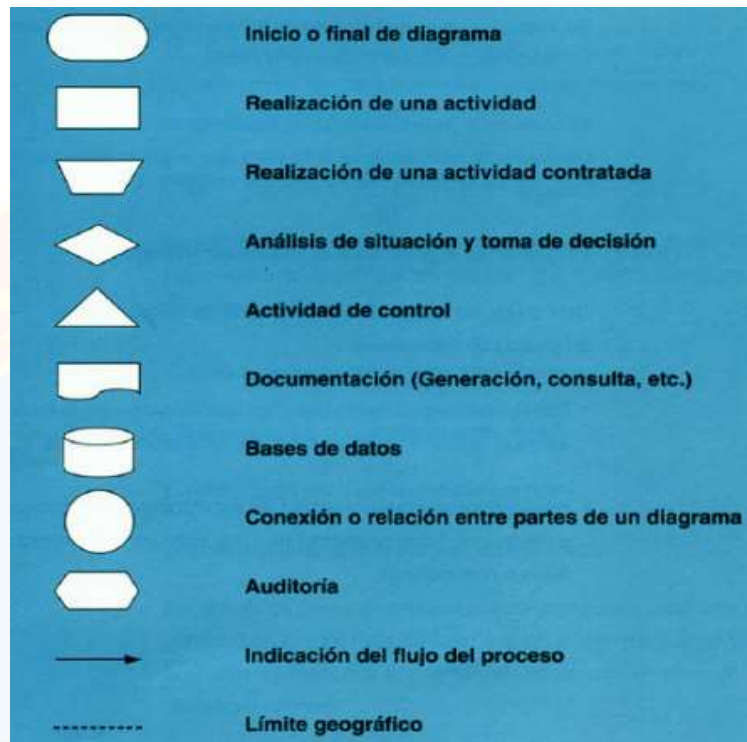 Inicio o final de diagrama
Realización de una actividad
Realización de una actividad contratada
Análisis de situación y toma de decisión
Actividad de control
Documentación (Generación, consulta, etc.)
Bases de datos
Conexión o relación entre partes de un diagrama
Auditoría
Indicación del flujo del proceso
Límite geográfico